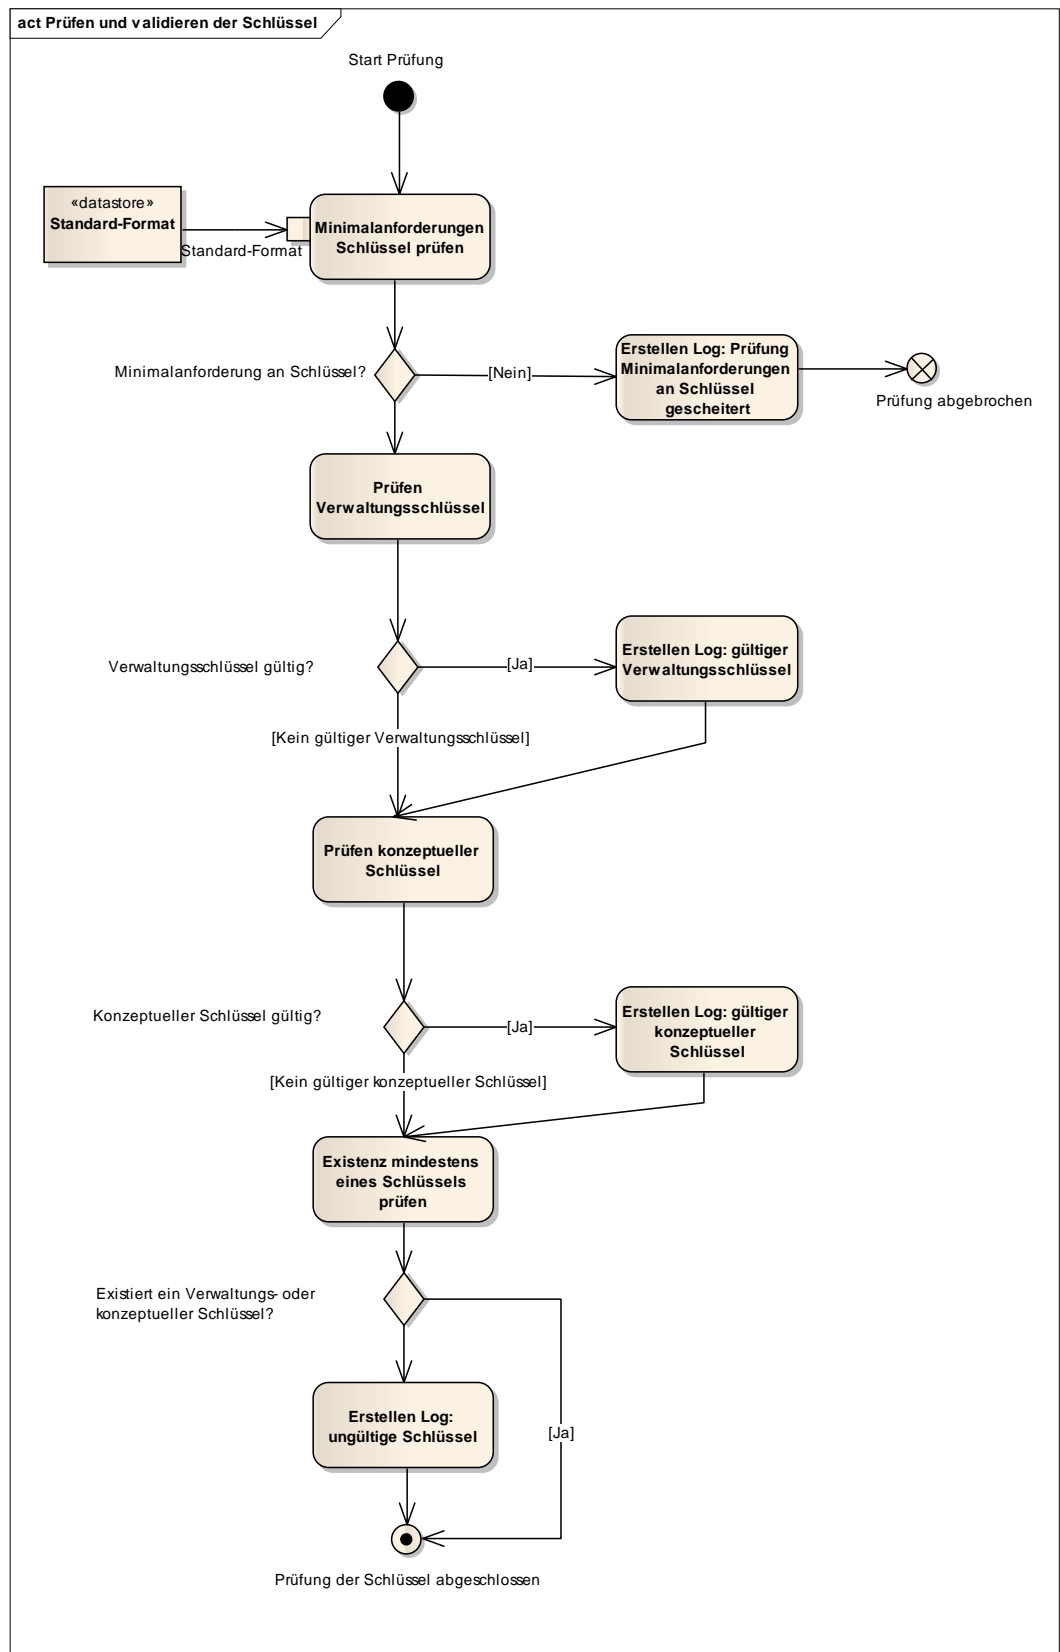 act Prüfen und validieren der Schlüssel
Start Prüfung
«datastore»
Standard-Format
Standard-Format
Minimalanforderungen
Schlüssel prüfen
Minimalanforderung an Schlüssel?
[Nein]
Erstellen Log: Prüfung
Minimalanforderungen
an Schlüssel
gescheitert
Prüfung abgebrochen
Prüfen
Verwaltungsschlüssel
Verwaltungsschlüssel gültig?
[Ja]
Erstellen Log: gültiger
Verwaltungsschlüssel
[Kein gültiger Verwaltungsschlüssel]
Prüfen konzeptueller
Schlüssel
Konzeptueller Schlüssel gültig?
[Ja]
Erstellen Log: gültiger
konzeptueller
Schlüssel
[Kein gültiger konzeptueller Schlüssel]
Existenz mindestens
eines Schlüssels
prüfen
Existiert ein Verwaltungs- oder
konzeptueller Schlüssel?
Erstellen Log:
ungültige Schlüssel
[Ja]
Prüfung der Schlüssel abgeschlossen